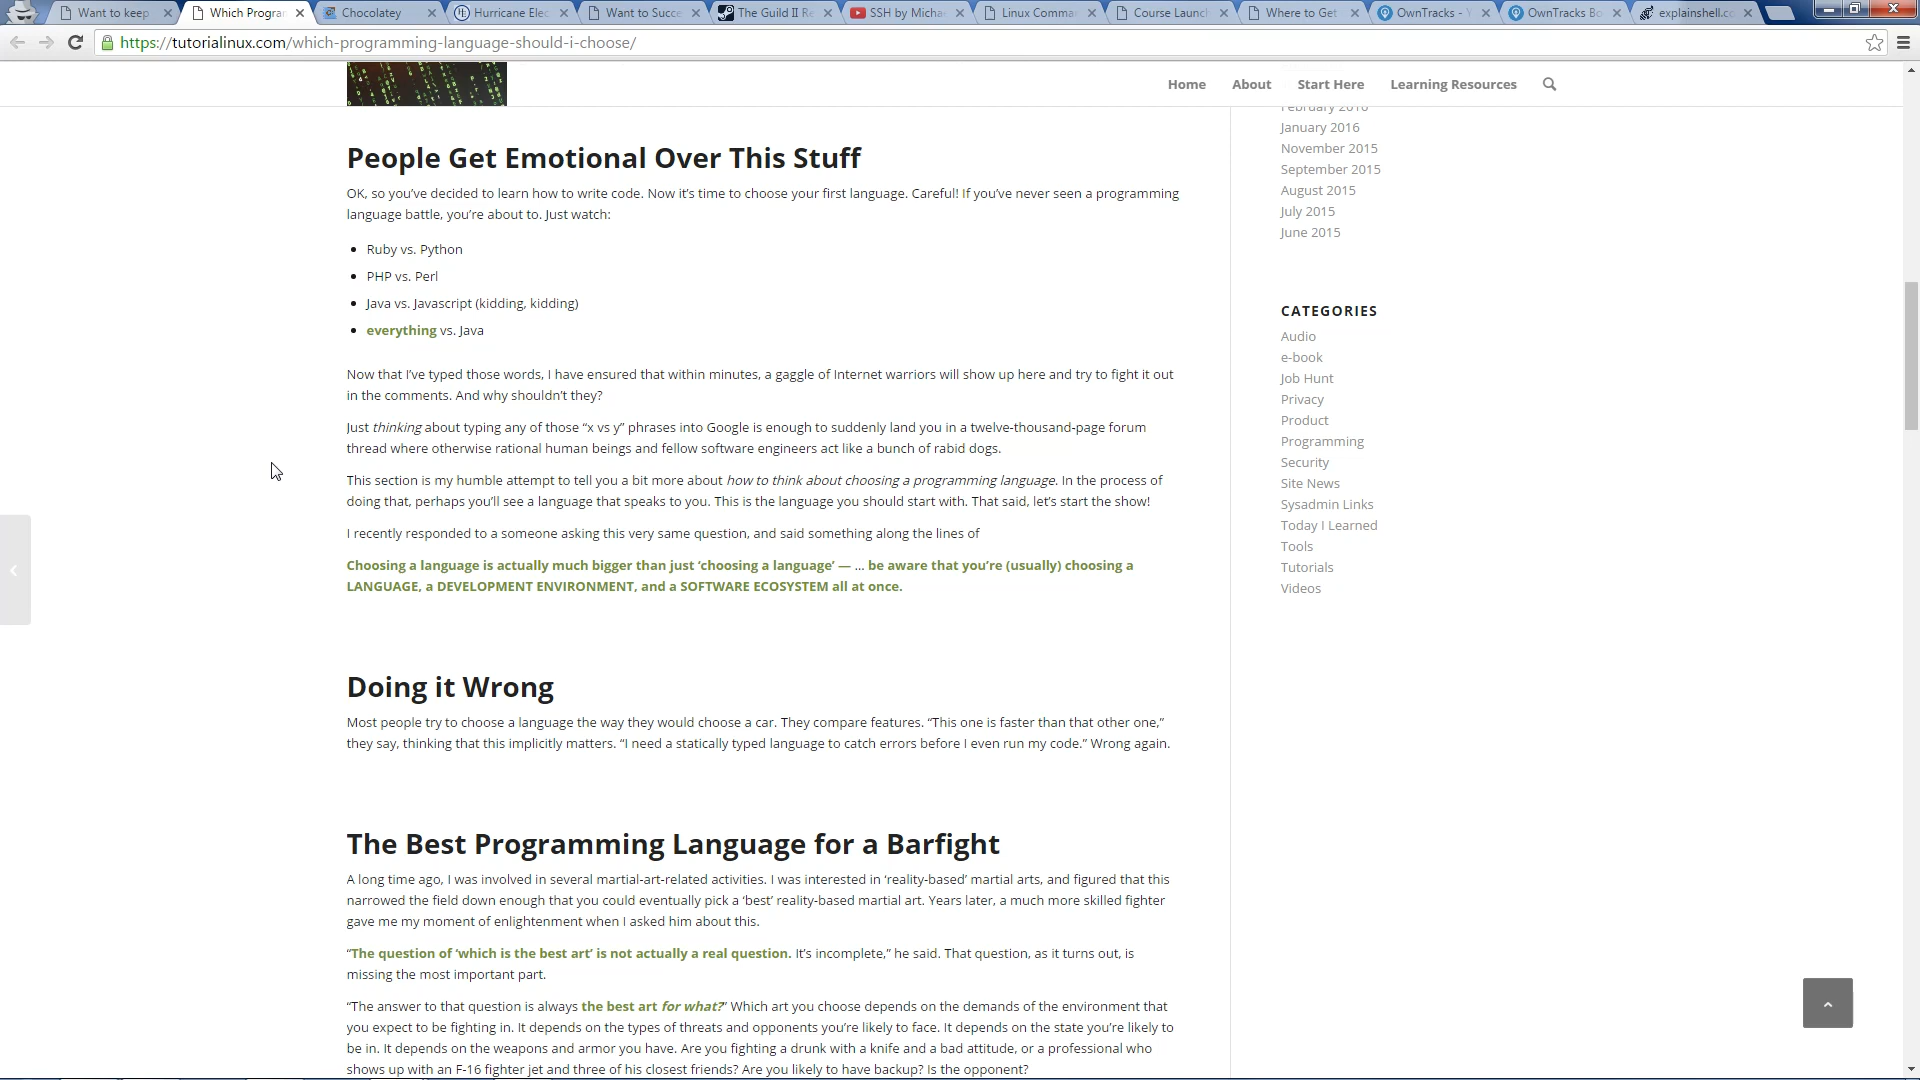 Want to keep
Which Progra
Chocolatey
Hurricane Elec
Want to Succe
The Guild II Re
SSH by Micha
Linux Comma
Course Launc
Where to Get
OwnTracks - Y
OwnTracks Bo
explainshell.co
https://tutorialinux.com/which-programming-language-should-i-choose/
Home
About
Start Here
Learning Resources
People Get Emotional Over This Stuff
OK, so you’ve decided to learn how to write code. Now it’s time to choose your first language. Careful! If you’ve never seen a programming
language battle, you’re about to. Just watch:
Ruby vs. Python
PHP vs. Perl
Java vs. Javascript (kidding, kidding)
everything vs. Java
Now that I’ve typed those words, I have ensured that within minutes, a gaggle of Internet warriors will show up here and try to fight it out
in the comments. And why shouldn’t they?
Just thinking about typing any of those “x vs y” phrases into Google is enough to suddenly land you in a twelve-thousand-page forum
thread where otherwise rational human beings and fellow software engineers act like a bunch of rabid dogs.
This section is my humble attempt to tell you a bit more about how to think about choosing a programming language. In the process of
doing that, perhaps you’ll see a language that speaks to you. This is the language you should start with. That said, let’s start the show!
I recently responded to a someone asking this very same question, and said something along the lines of
Choosing a language is actually much bigger than just ‘choosing a language’ — … be aware that you’re (usually) choosing a
LANGUAGE, a DEVELOPMENT ENVIRONMENT, and a SOFTWARE ECOSYSTEM all at once.
Doing it Wrong
Most people try to choose a language the way they would choose a car. They compare features. “This one is faster than that other one,”
they say, thinking that this implicitly matters. “I need a statically typed language to catch errors before I even run my code.” Wrong again.
The Best Programming Language for a Barfight
A long time ago, I was involved in several martial-art-related activities. I was interested in ‘reality-based’ martial arts, and figured that this
narrowed the field down enough that you could eventually pick a ‘best’ reality-based martial art. Years later, a much more skilled fighter
gave me my moment of enlightenment when I asked him about this.
“The question of ‘which is the best art’ is not actually a real question. It’s incomplete,” he said. That question, as it turns out, is
missing the most important part.
“The answer to that question is always the best art for what?” Which art you choose depends on the demands of the environment that
you expect to be fighting in. It depends on the types of threats and opponents you’re likely to face. It depends on the state you’re likely to
be in. It depends on the weapons and armor you have. Are you fighting a drunk with a knife and a bad attitude, or a professional who
shows up with an F-16 fighter jet and three of his closest friends? Are you likely to have backup? Is the opponent?
February 2016
January 2016
November 2015
September 2015
August 2015
July 2015
June 2015
CATEGORIES
Audio
e-book
Job Hunt
Privacy
Product
Programming
Security
Site News
Sysadmin Links
Today I Learned
Tools
Tutorials
Videos